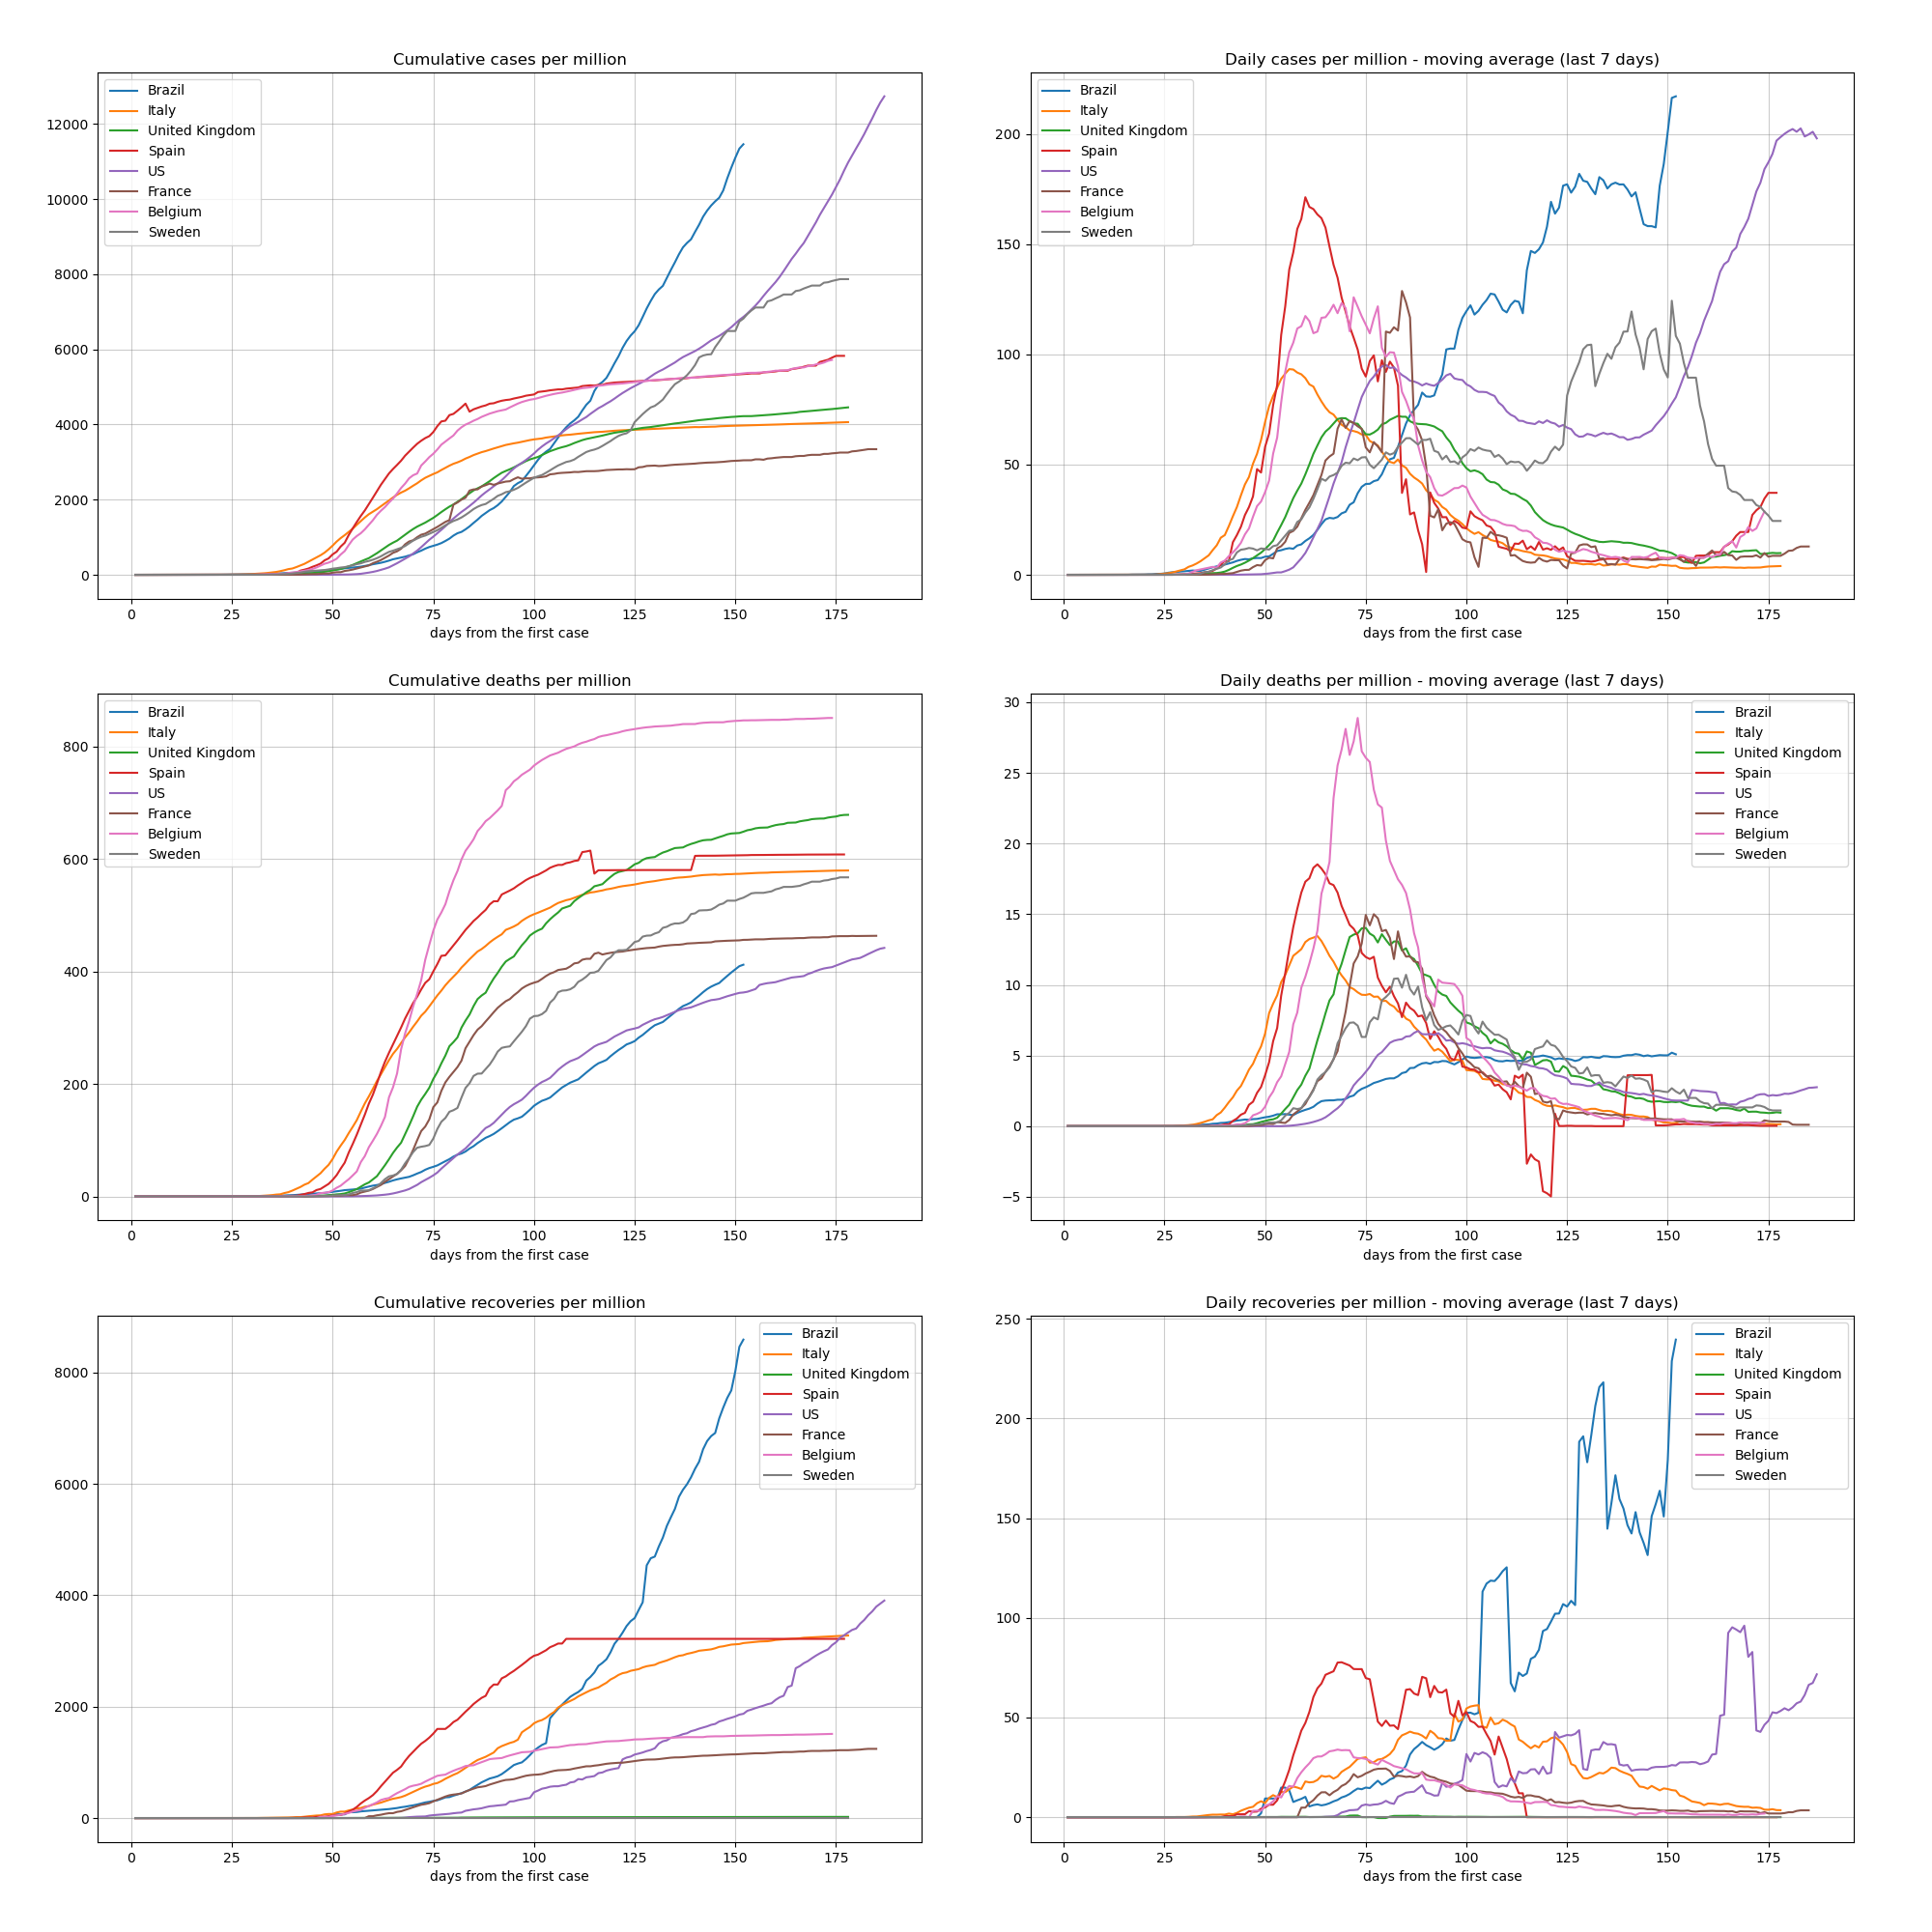 Cumulative cases per million
12000
10000
8000
6000
4000
2000
0
Brazil
Italy
United Kingdom
Spain
US
France
Belgium
Sweden
0 25 50 75 100 125 150 175
days from the first case
Daily cases per million - moving average (last 7 days)
200
150
100
50
0
Brazil
Italy
United Kingdom
Spain
US
France
Belgium
Sweden
0 25 50 75 100 125 150 175
days from the first case
Cumulative deaths per million
800
600
400
200
0
Brazil
Italy
United Kingdom
Spain
US
France
Belgium
Sweden
0 25 50 75 100 125 150 175
days from the first case
Daily deaths per million - moving average (last 7 days)
30
25
20
15
10
5
0
−5
Brazil
Italy
United Kingdom
Spain
US
France
Belgium
Sweden
0 25 50 75 100 125 150 175
days from the first case
Cumulative recoveries per million
8000
6000
4000
2000
0
Brazil
Italy
United Kingdom
Spain
US
France
Belgium
Sweden
0 25 50 75 100 125 150 175
days from the first case
Daily recoveries per million - moving average (last 7 days)
250
200
150
100
50
0
Brazil
Italy
United Kingdom
Spain
US
France
Belgium
Sweden
0 25 50 75 100 125 150 175
days from the first case